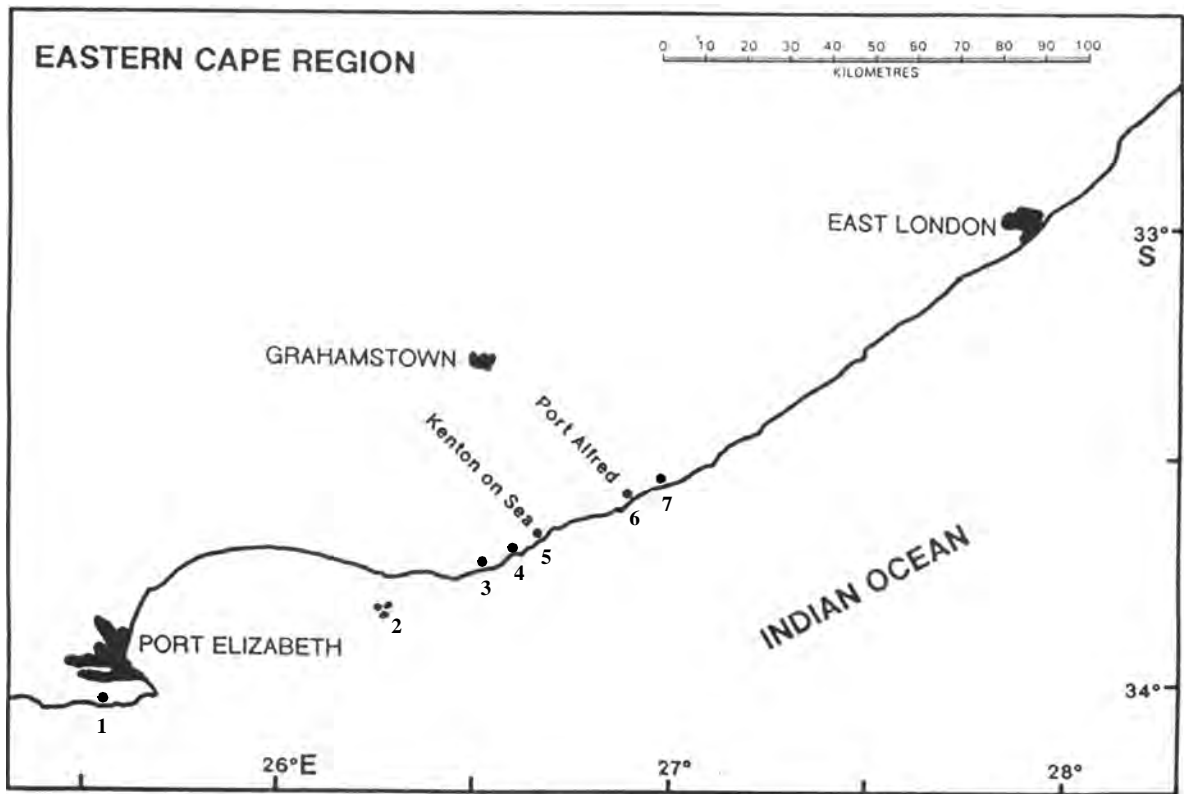 EASTERN CAPE REGION
0 10 20 30 40 50 60 70 80 90 100
KILOMETRES
EAST LONDON
33°
S
GRAHAMSTOWN
Port Alfred
Kenton on Sea
7
6
5
4
3
INDIAN OCEAN
2
PORT ELIZABETH
34°
1
26°E
27°
28°